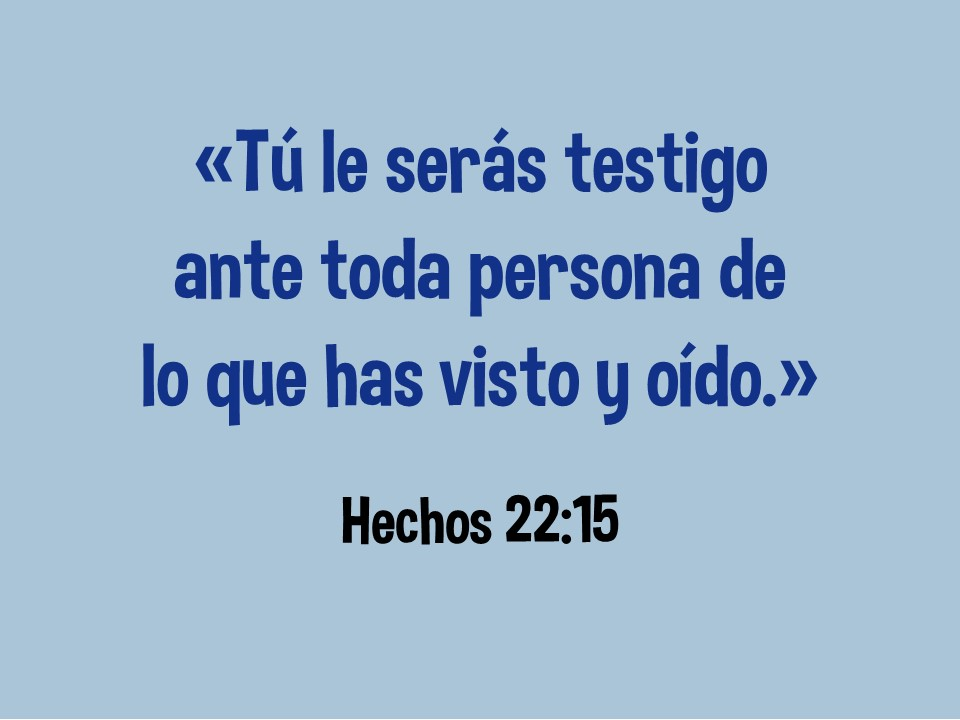 «Tú le serás testigo
ante toda persona de
lo que has visto y oído.»
Hechos 22:15